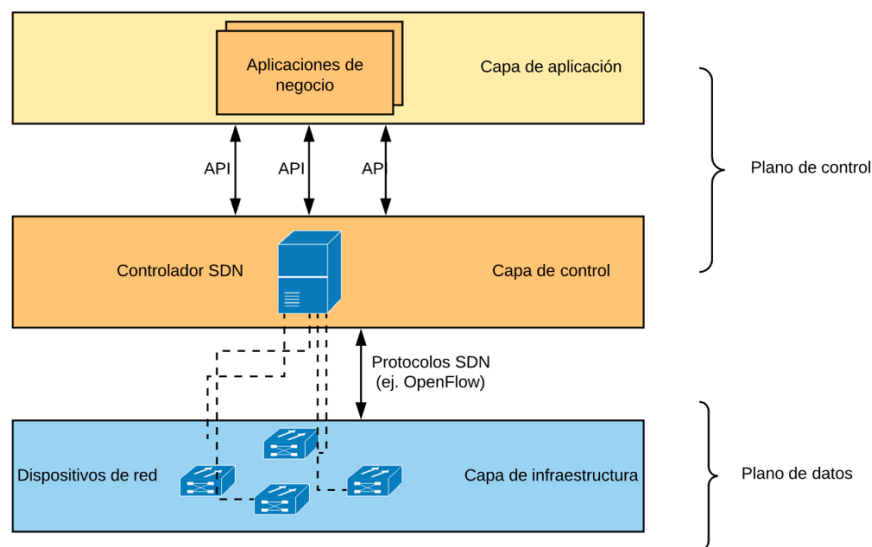 Aplicaciones de
negocio
Capa de aplicación
API
API
API
Plano de control
Controlador SDN
Capa de control
Protocolos SDN
(ej. OpenFlow)
Dispositivos de red
Capa de infraestructura
Plano de datos